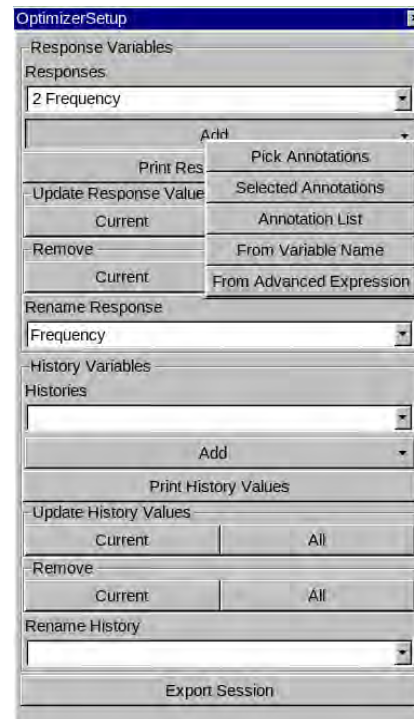 OptimizerSetup
Response Variables
Responses
2 Frequency
Add
Pick Annotations
Print Res
Selected Annotations
Update Response Value
Annotation List
Current
From Variable Name
Remove
Current
From Advanced Expression
Rename Response
Frequency
History Variables
Histories
Add
Print History Values
Update History Values
Current All
Remove
Current All
Rename History
Export Session